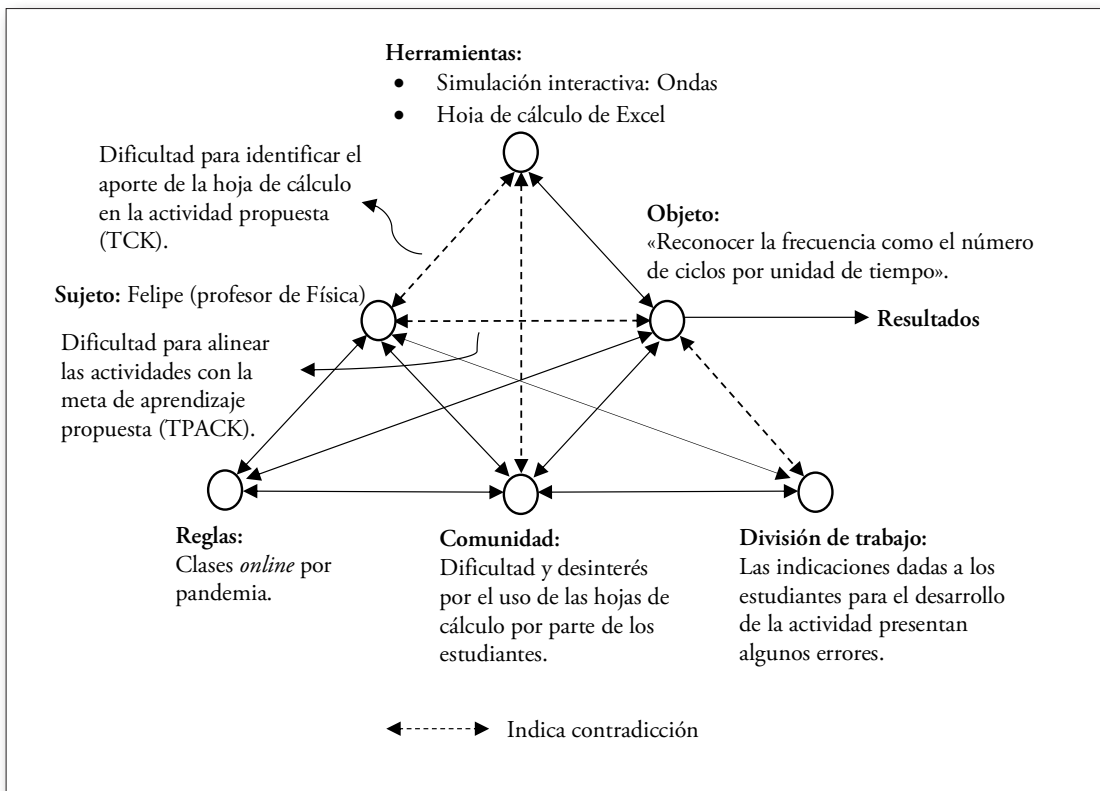 Herramientas:
• Simulación interactiva: Ondas
• Hoja de cálculo de Excel
Dificultad para identificar el
aporte de la hoja de cálculo
en la actividad propuesta
(TCK).
Objeto:
«Reconocer la frecuencia como el número
de ciclos por unidad de tiempo».
Sujeto: Felipe (profesor de Física)
Resultados
Dificultad para alinear
las actividades con la
meta de aprendizaje
propuesta (TPACK).
Reglas:
Clases online por
pandemia.
Comunidad:
Dificultad y desinterés
por el uso de las hojas de
cálculo por parte de los
estudiantes.
División de trabajo:
Las indicaciones dadas a los
estudiantes para el desarrollo
de la actividad presentan
algunos errores.
Indica contradicción